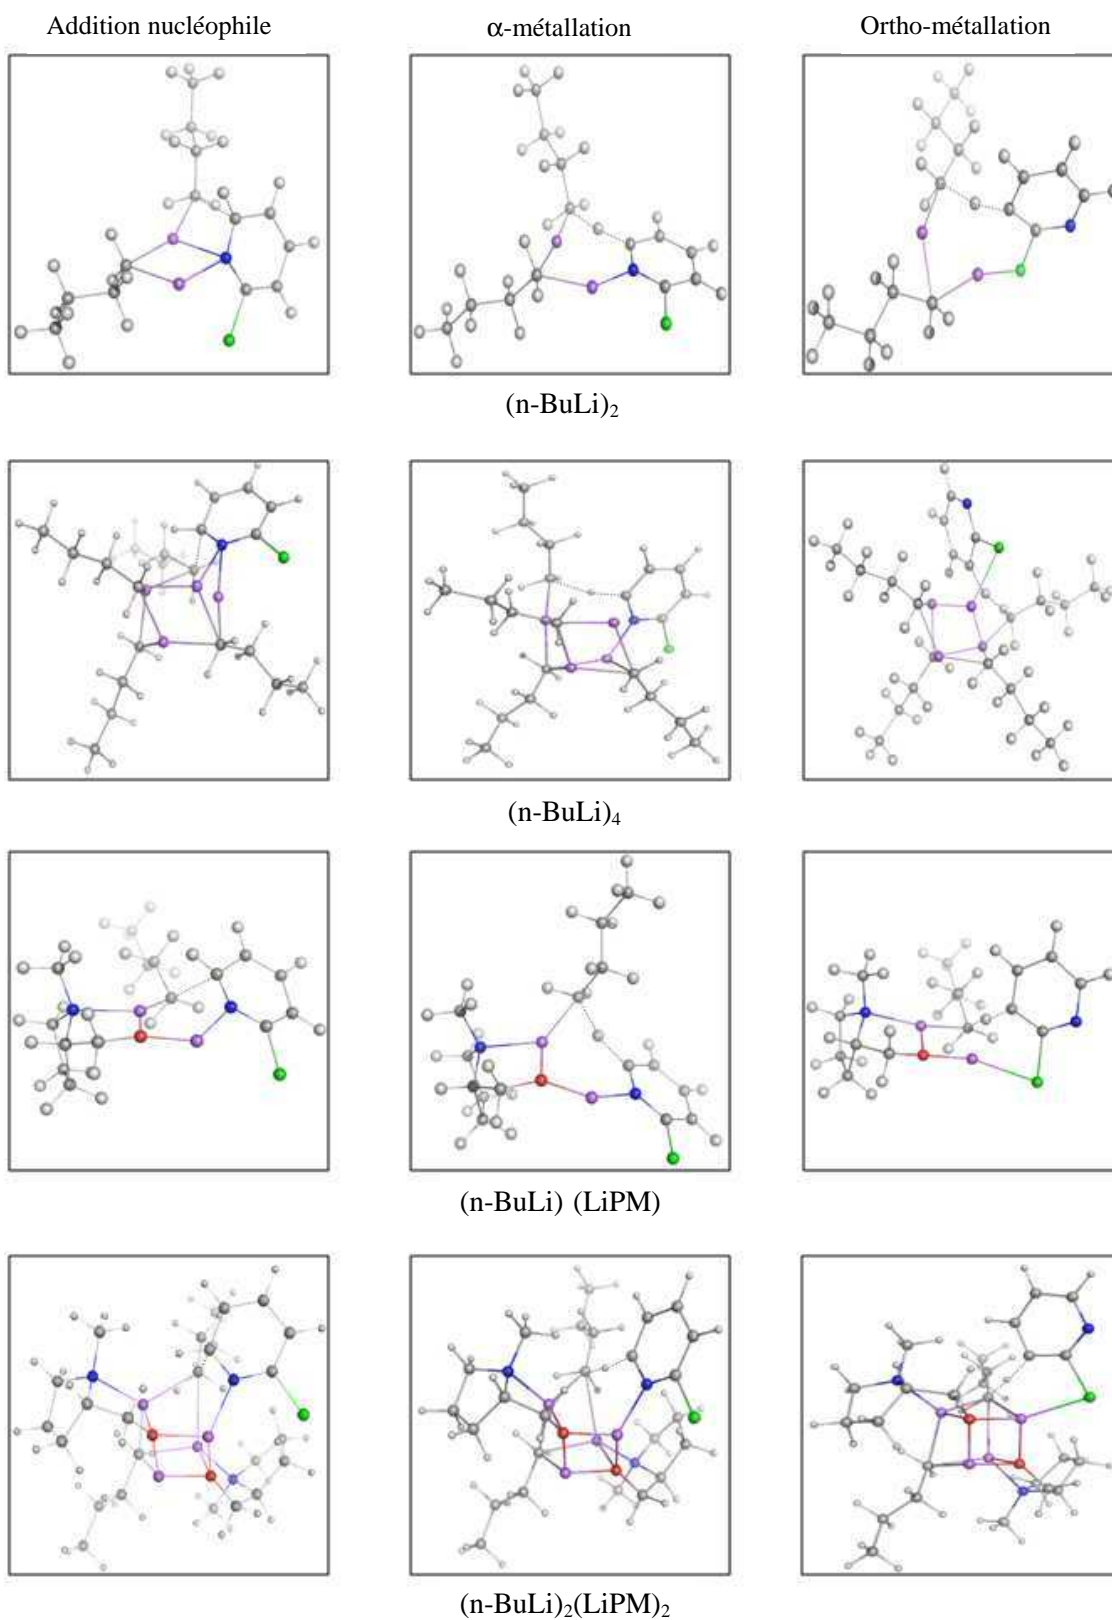 Addition nucléophile α-métallation Ortho-métallation
(n-BuLi)₂
(n-BuLi)₄
(n-BuLi) (LiPM)
(n-BuLi)₂(LiPM)₂